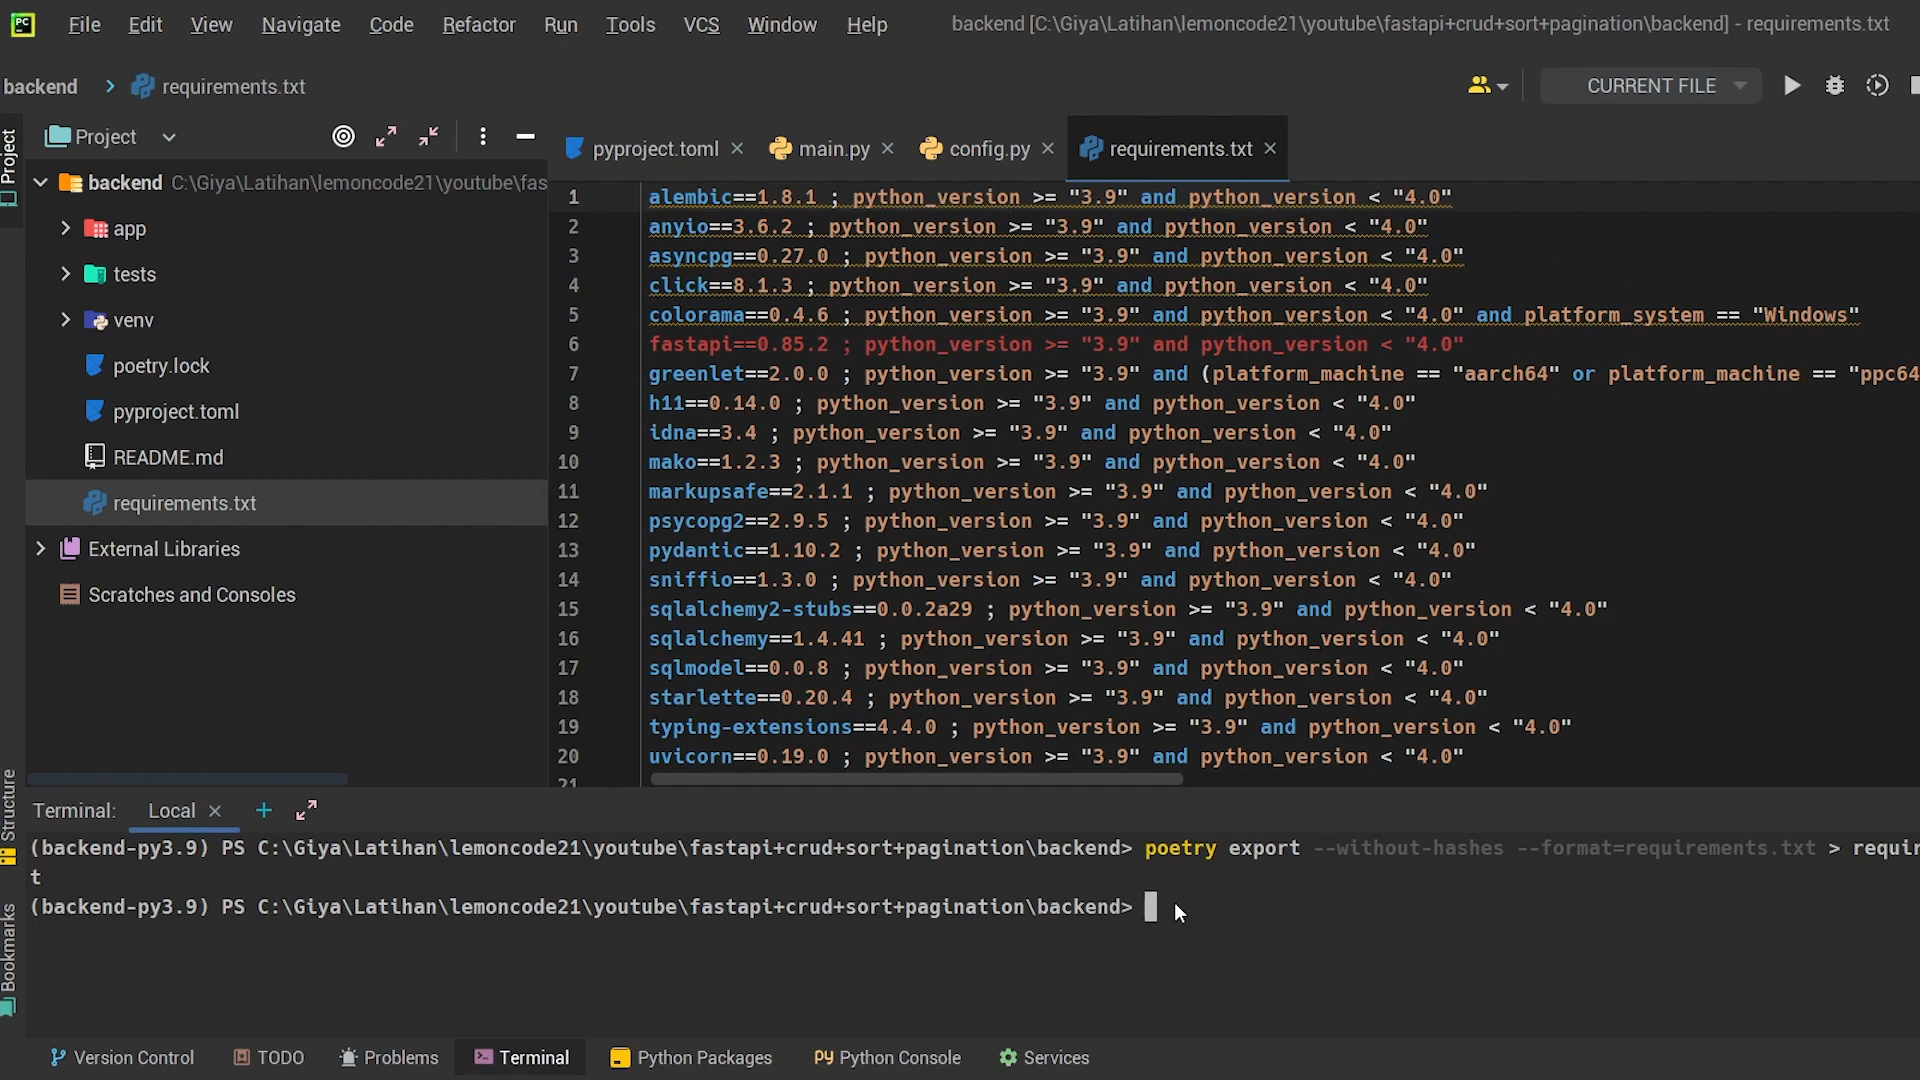 PC File Edit View Navigate Code Refactor Run Tools VCS Window Help backend [C:\Giya\Latihan\lemoncode21\youtube\fastapi+crud+sort+pagination\backend] - requirements.txt
backend requirements.txt CURRENT FILE
Project
Project
pyproject.toml main.py config.py requirements.txt
backend C:\Giya\Latihan\lemoncode21\youtube\fas
app
tests
venv
poetry.lock
pyproject.toml
README.md
requirements.txt
External Libraries
Scratches and Consoles
1 alembic==1.8.1 ; python_version >= "3.9" and python_version < "4.0"
2 anyio==3.6.2 ; python_version >= "3.9" and python_version < "4.0"
3 asyncpg==0.27.0 ; python_version >= "3.9" and python_version < "4.0"
4 click==8.1.3 ; python_version >= "3.9" and python_version < "4.0"
5 colorama==0.4.6 ; python_version >= "3.9" and python_version < "4.0" and platform_system == "Windows"
6 fastapi==0.85.2 ; python_version >= "3.9" and python_version < "4.0"
7 greenlet==2.0.0 ; python_version >= "3.9" and (platform_machine == "aarch64" or platform_machine == "ppc64
8 h11==0.14.0 ; python_version >= "3.9" and python_version < "4.0"
9 idna==3.4 ; python_version >= "3.9" and python_version < "4.0"
10 mako==1.2.3 ; python_version >= "3.9" and python_version < "4.0"
11 markupsafe==2.1.1 ; python_version >= "3.9" and python_version < "4.0"
12 psycopg2==2.9.5 ; python_version >= "3.9" and python_version < "4.0"
13 pydantic==1.10.2 ; python_version >= "3.9" and python_version < "4.0"
14 sniffio==1.3.0 ; python_version >= "3.9" and python_version < "4.0"
15 sqlalchemy2-stubs==0.0.2a29 ; python_version >= "3.9" and python_version < "4.0"
16 sqlalchemy==1.4.41 ; python_version >= "3.9" and python_version < "4.0"
17 sqlmodel==0.0.8 ; python_version >= "3.9" and python_version < "4.0"
18 starlette==0.20.4 ; python_version >= "3.9" and python_version < "4.0"
19 typing-extensions==4.4.0 ; python_version >= "3.9" and python_version < "4.0"
20 uvicorn==0.19.0 ; python_version >= "3.9" and python_version < "4.0"
21
Structure
Bookmarks
Terminal: Local
(backend-py3.9) PS C:\Giya\Latihan\lemoncode21\youtube\fastapi+crud+sort+pagination\backend> poetry export --without-hashes --format=requirements.txt > requir
t
(backend-py3.9) PS C:\Giya\Latihan\lemoncode21\youtube\fastapi+crud+sort+pagination\backend>
Version Control TODO Problems Terminal Python Packages Python Console Services